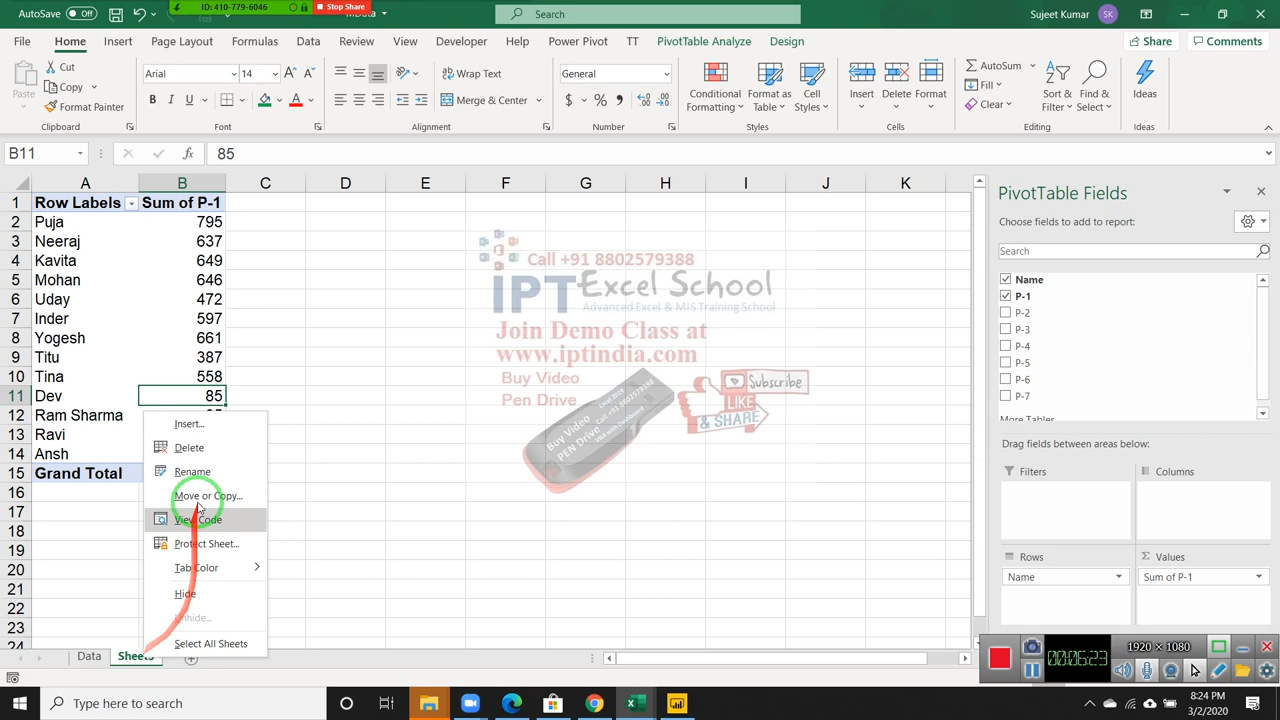 AutoSave Off
ID: 410-779-6046
Stop Share
MData
Search
Sujeet Kumar SK
File Home Insert Page Layout Formulas Data Review View Developer Help Power Pivot TT PivotTable Analyze Design
Share Comments
Paste
Cut
Copy
Format Painter
Clipboard
Arial 14
B I U
Font
Wrap Text
Merge & Center
Alignment
General
$ % ,
Number
Conditional Formatting
Format as Table
Cell Styles
Styles
Insert
Delete
Format
Cells
AutoSum
Fill
Clear
Sort & Filter
Find & Select
Editing
Ideas
Ideas
B11 fx 85
A B C D E F G H I J K
1 Row Labels Sum of P-1
2 Puja 795
3 Neeraj 637
4 Kavita 649
5 Mohan 646
6 Uday 472
7 Inder 597
8 Yogesh 661
9 Titu 387
10 Tina 558
11 Dev 85
12 Ram Sharma
13 Ravi
14 Ansh
15 Grand Total
16
17
18
19
20
21
22
23
24
Insert...
Delete
Rename
Move or Copy...
View Code
Protect Sheet...
Tab Color
Hide
Unhide...
Select All Sheets
Call +91 8802579388
IPT Excel School
Advanced Excel & MIS Training School
Join Demo Class at
www.iptindia.com
Buy Video
Pen Drive
Buy Video
PEN Drive
Subscribe
LIKE
& SHARE
PivotTable Fields
Choose fields to add to report:
Search
Name
P-1
P-2
P-3
P-4
P-5
P-6
P-7
More Tables
Drag fields between areas below:
Filters
Columns
Rows
Values
Name
Sum of P-1
Data Sheets
1920 × 1080
00:06:23
Type here to search
8:24 PM
3/2/2020